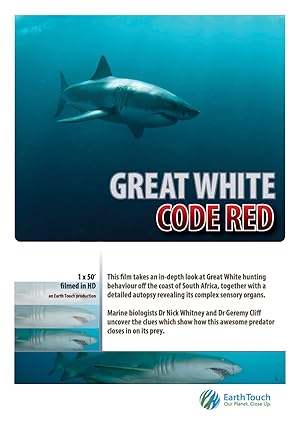 GREAT WHITE
CODE RED
1 x 50'
filmed in HD
an Earth Touch production
This film takes an in-depth look at Great White hunting
behaviour off the coast of South Africa, together with a
detailed autopsy revealing its complex sensory organs.
Marine biologists Dr Nick Whitney and Dr Geremy Cliff
uncover the clues which show how this awesome predator
closes in on its prey.
EarthTouch
Our Planet. Close Up.